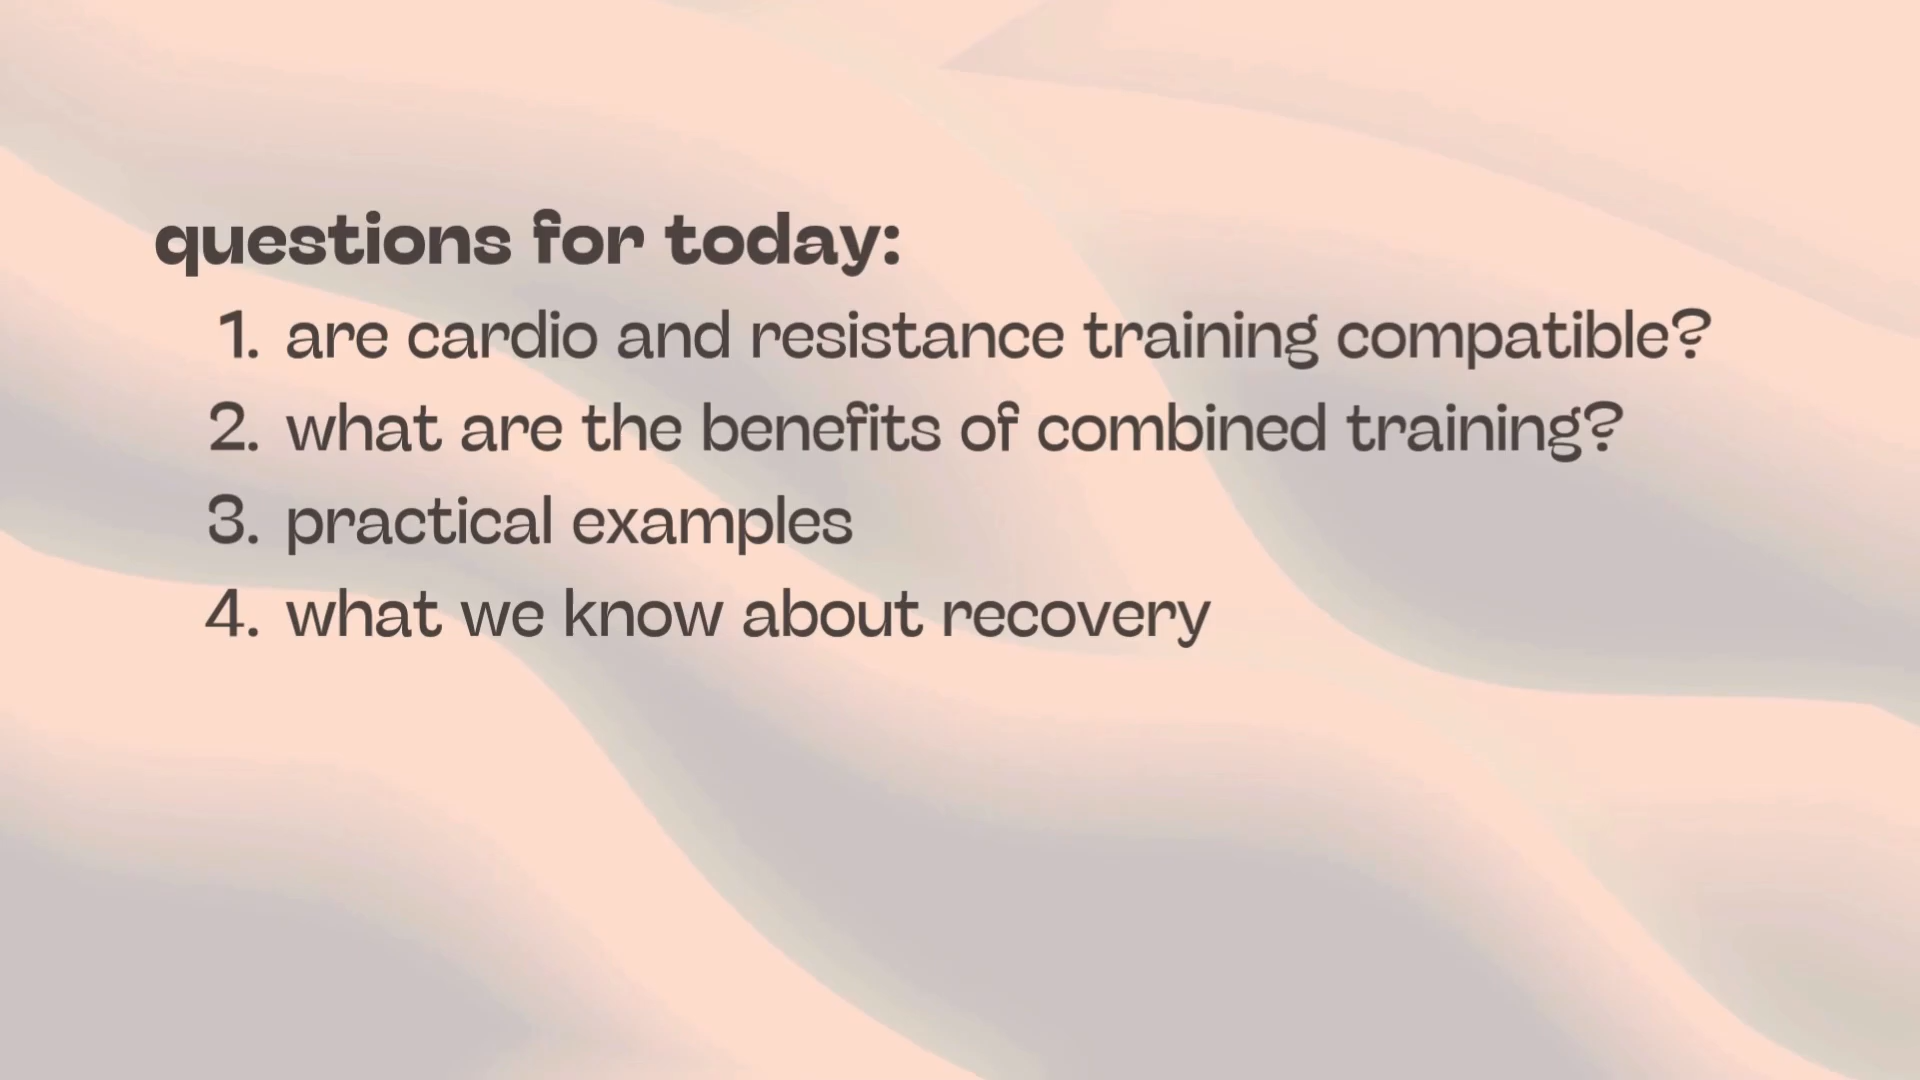 questions for today:
1. are cardio and resistance training compatible?
2. what are the benefits of combined training?
3. practical examples
4. what we know about recovery